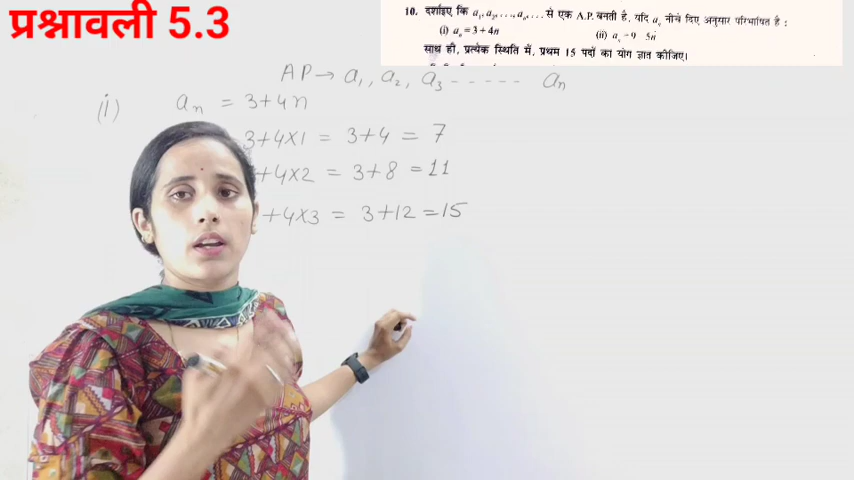 प्रश्नावली 5.3
10. दर्शाइए कि a₁, a₂, . . ., aₙ, . . . से एक A.P. बनती है, यदि aₙ नीचे दिए अनुसार परिभाषित है :
(i) aₙ = 3 + 4n (ii) aₙ = 9 5n
साथ ही, प्रत्येक स्थिति में, प्रथम 15 पदों का योग ज्ञात कीजिए।
AP → a₁, a₂, a₃ - - - - - - aₙ
(i) aₙ = 3+4n
3+4×1 = 3+4 = 7
+4×2 = 3+8 = 11
+4×3 = 3+12 = 15